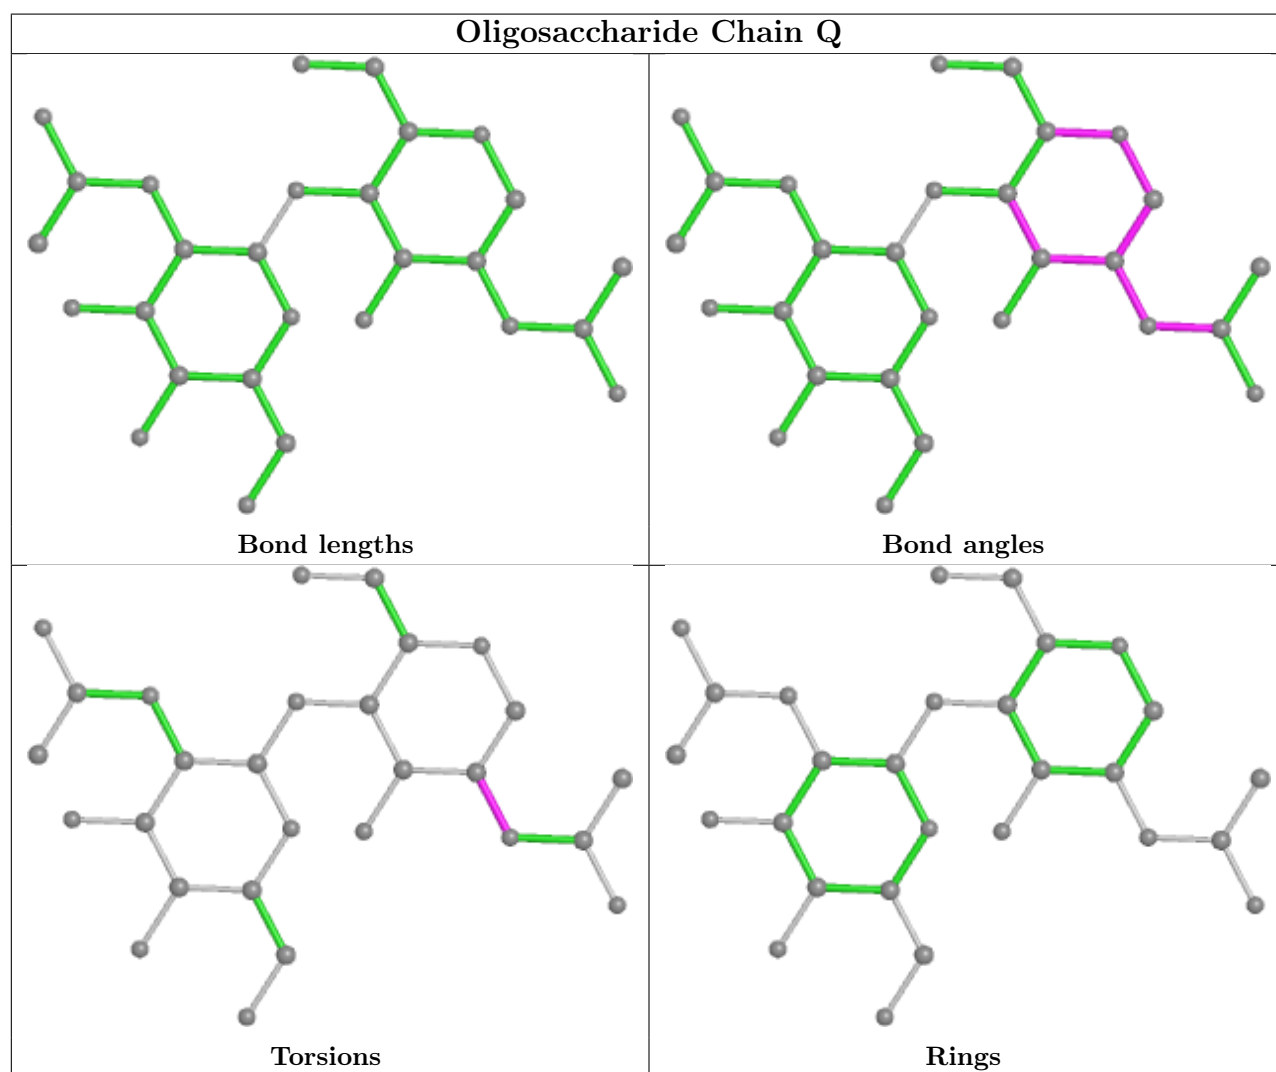 Oligosaccharide Chain Q
Bond lengths
Bond angles
Torsions
Rings